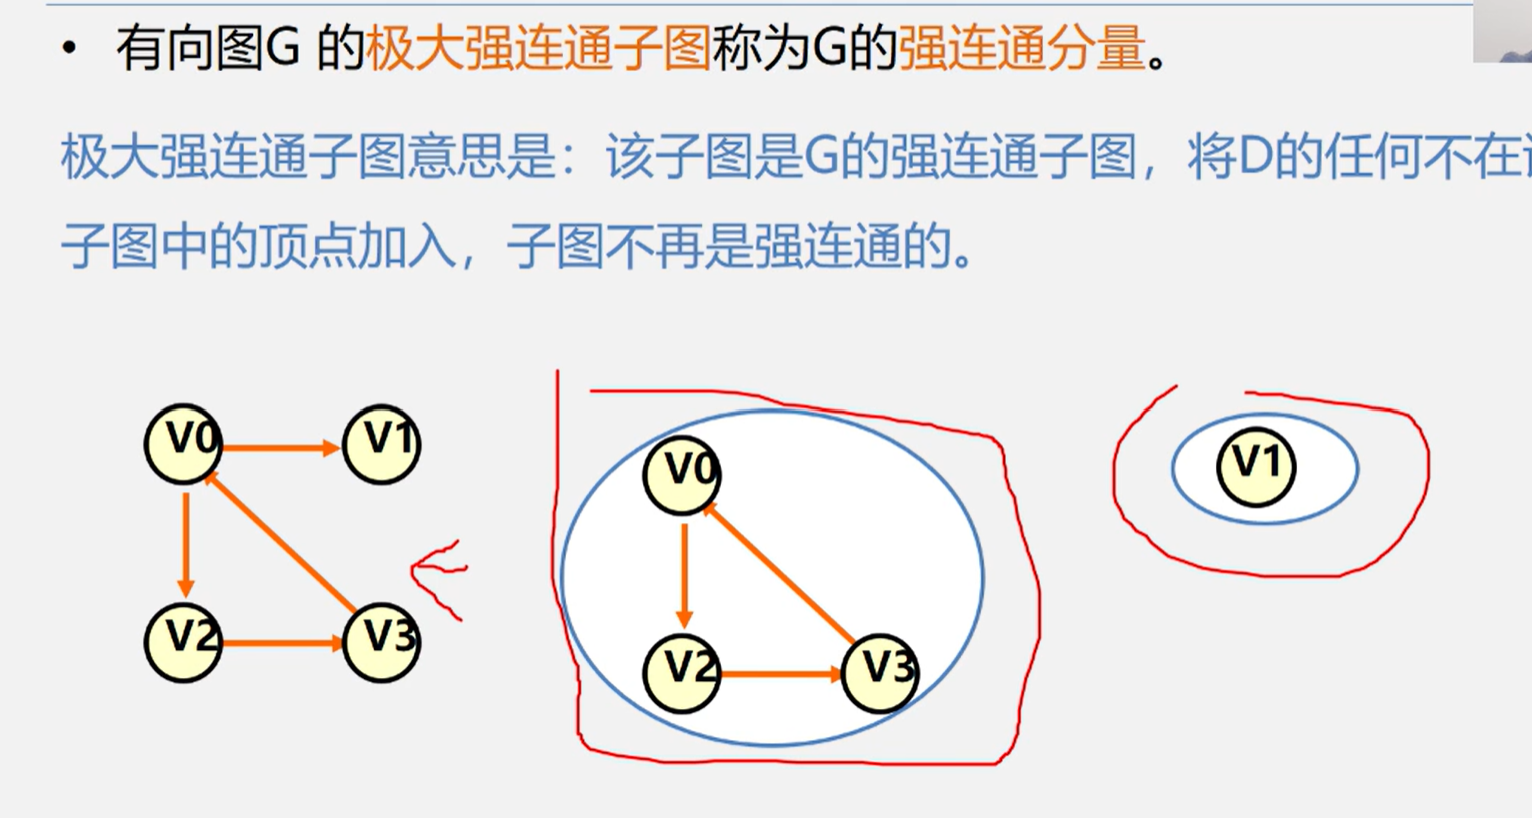 • 有向图G 的极大强连通子图称为G的强连通分量。
极大强连通子图意思是：该子图是G的强连通子图，将D的任何不在
子图中的顶点加入，子图不再是强连通的。
V0 V1
V2 V3
V0
V2 V3
V1